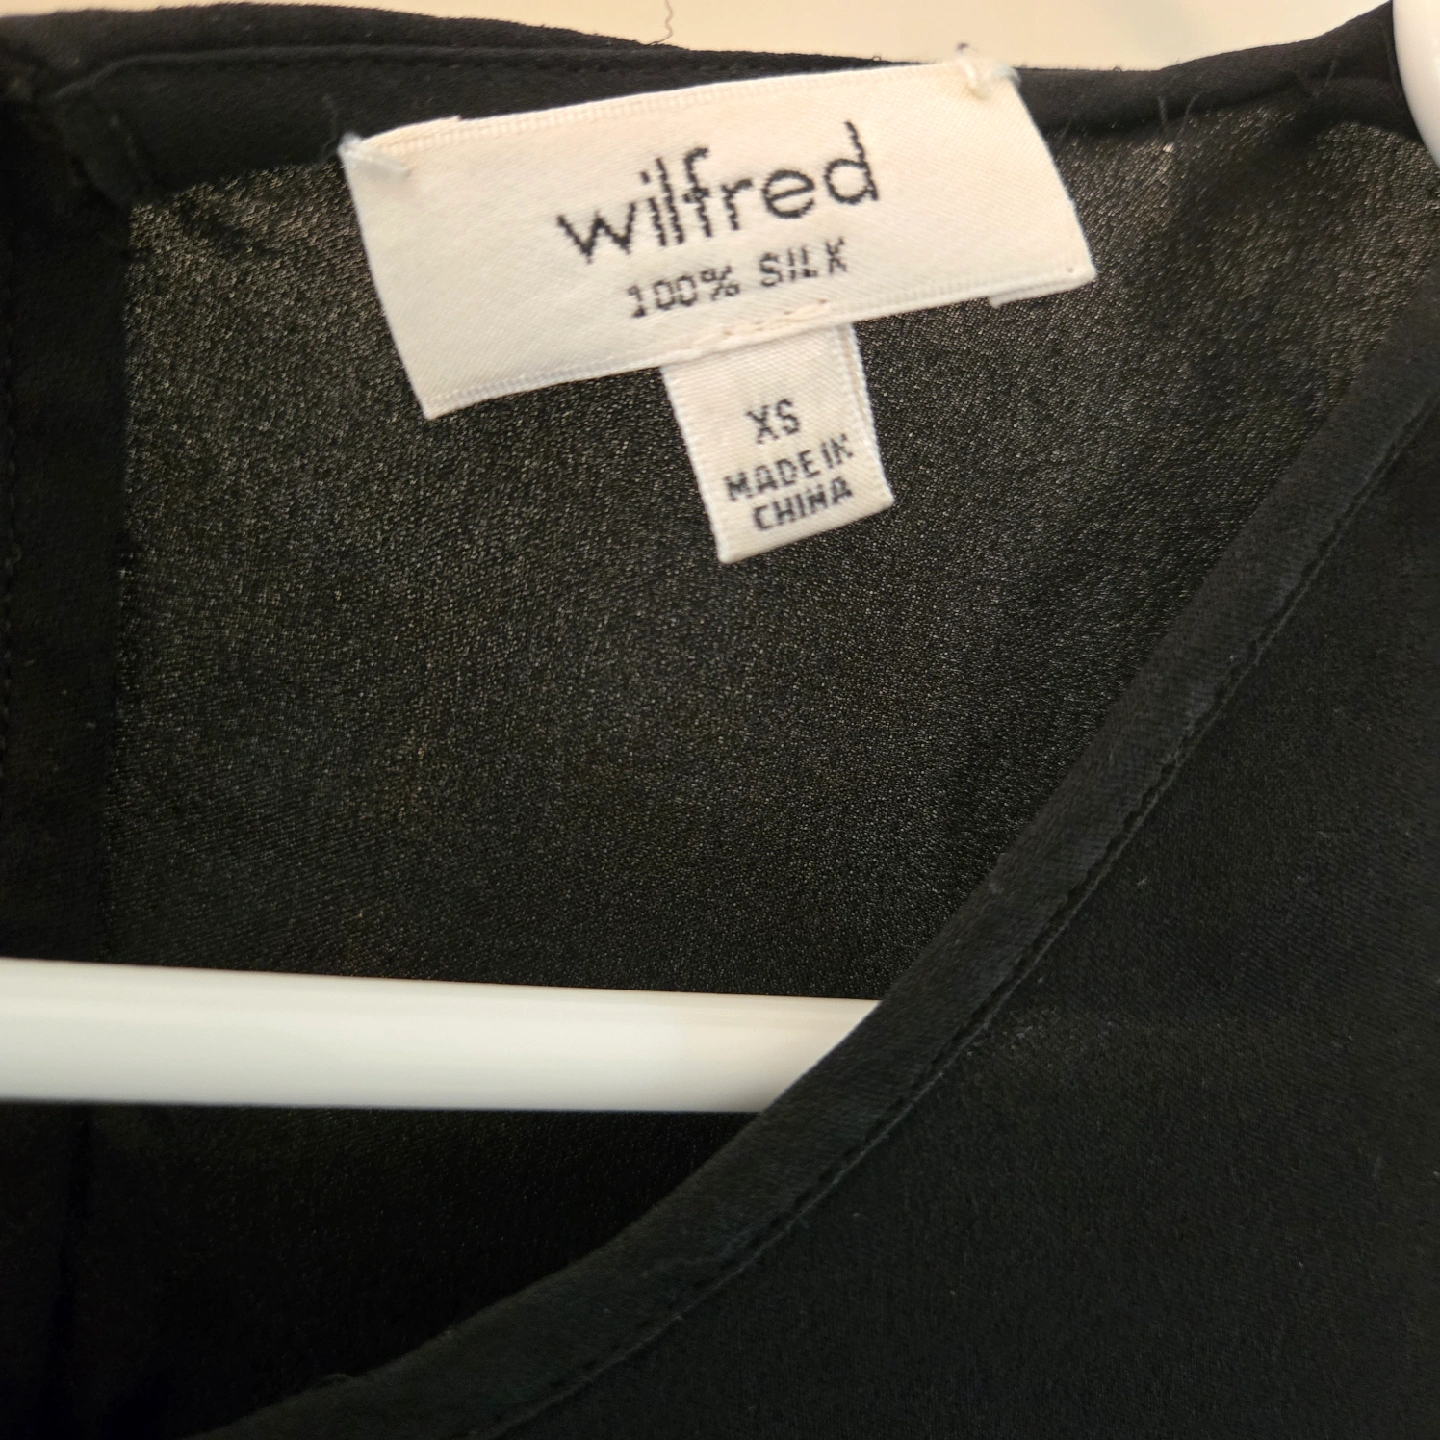 wilfred
100% SILK
XS
MADE IN
CHINA